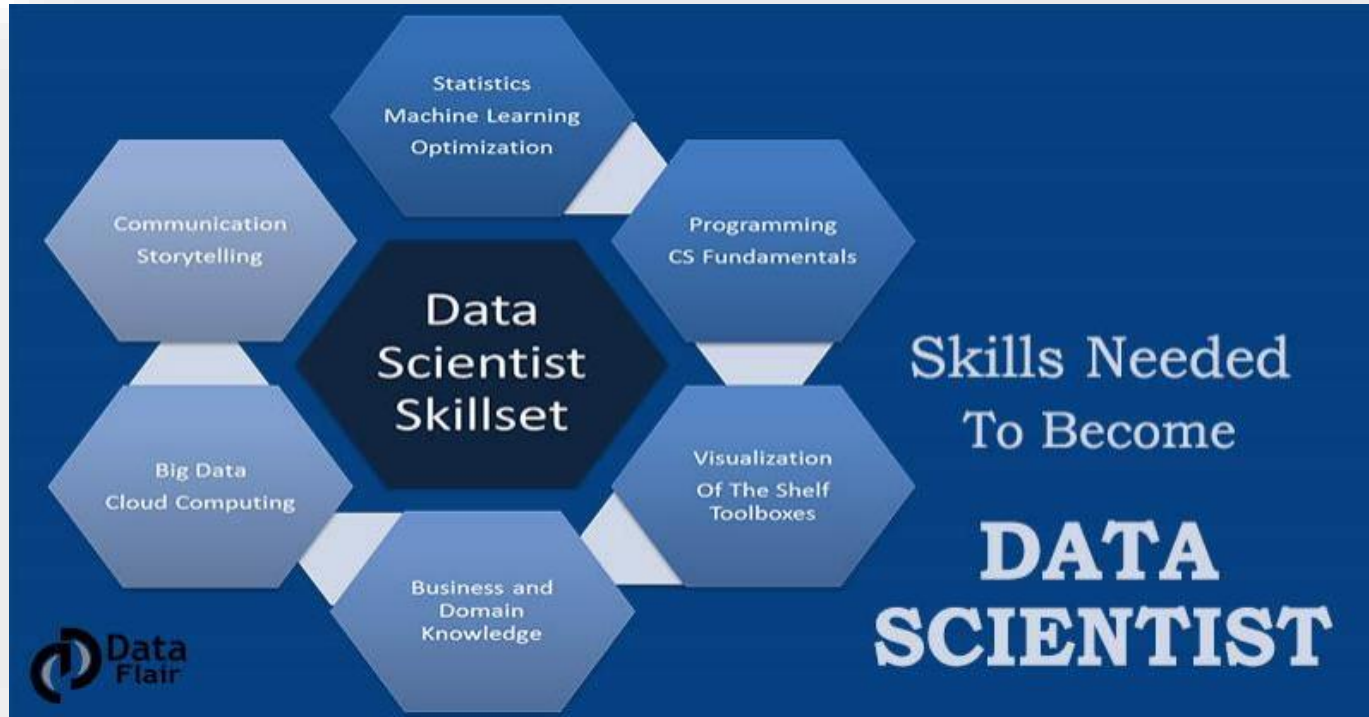 Statistics
Machine Learning
Optimization
Programming
CS Fundamentals
Visualization
Of The Shelf
Toolboxes
Business and
Domain
Knowledge
Big Data
Cloud Computing
Communication
Storytelling
Data
Scientist
Skillset
Skills Needed
To Become
DATA
SCIENTIST
Data
Flair